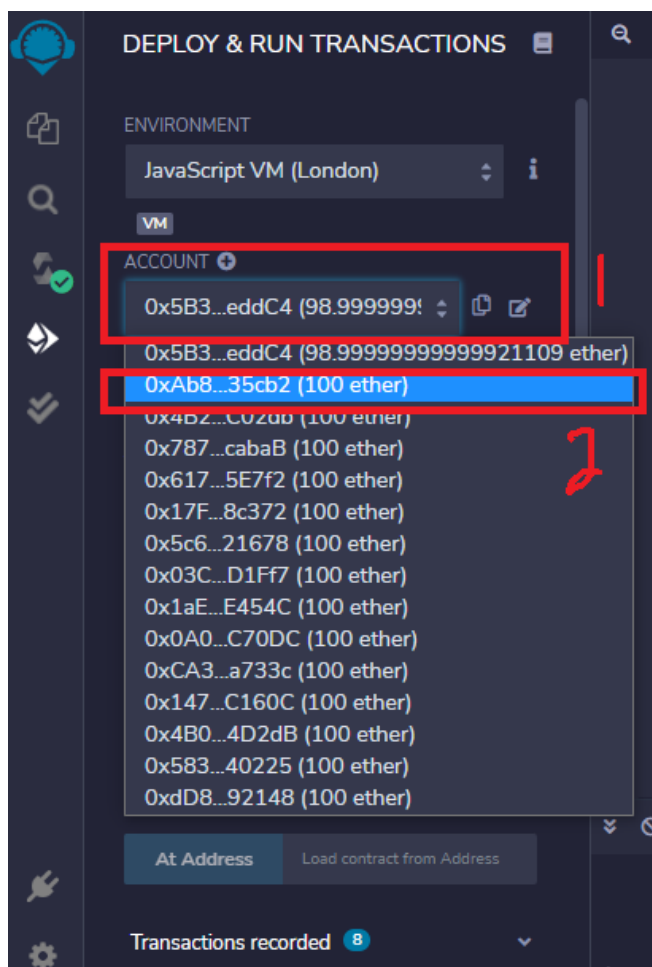 DEPLOY & RUN TRANSACTIONS
ENVIRONMENT
JavaScript VM (London)
VM
ACCOUNT
0x5B3...eddC4 (98.999999
1
0x5B3...eddC4 (98.99999999999921109 ether)
0xAb8...35cb2 (100 ether)
0x4B2...C02db (100 ether)
0x787...cabaB (100 ether)
2
0x617...5E7f2 (100 ether)
0x17F...8c372 (100 ether)
0x5c6...21678 (100 ether)
0x03C...D1Ff7 (100 ether)
0x1aE...E454C (100 ether)
0x0A0...C70DC (100 ether)
0xCA3...a733c (100 ether)
0x147...C160C (100 ether)
0x4B0...4D2dB (100 ether)
0x583...40225 (100 ether)
0xdD8...92148 (100 ether)
At Address
Load contract from Address
Transactions recorded 8